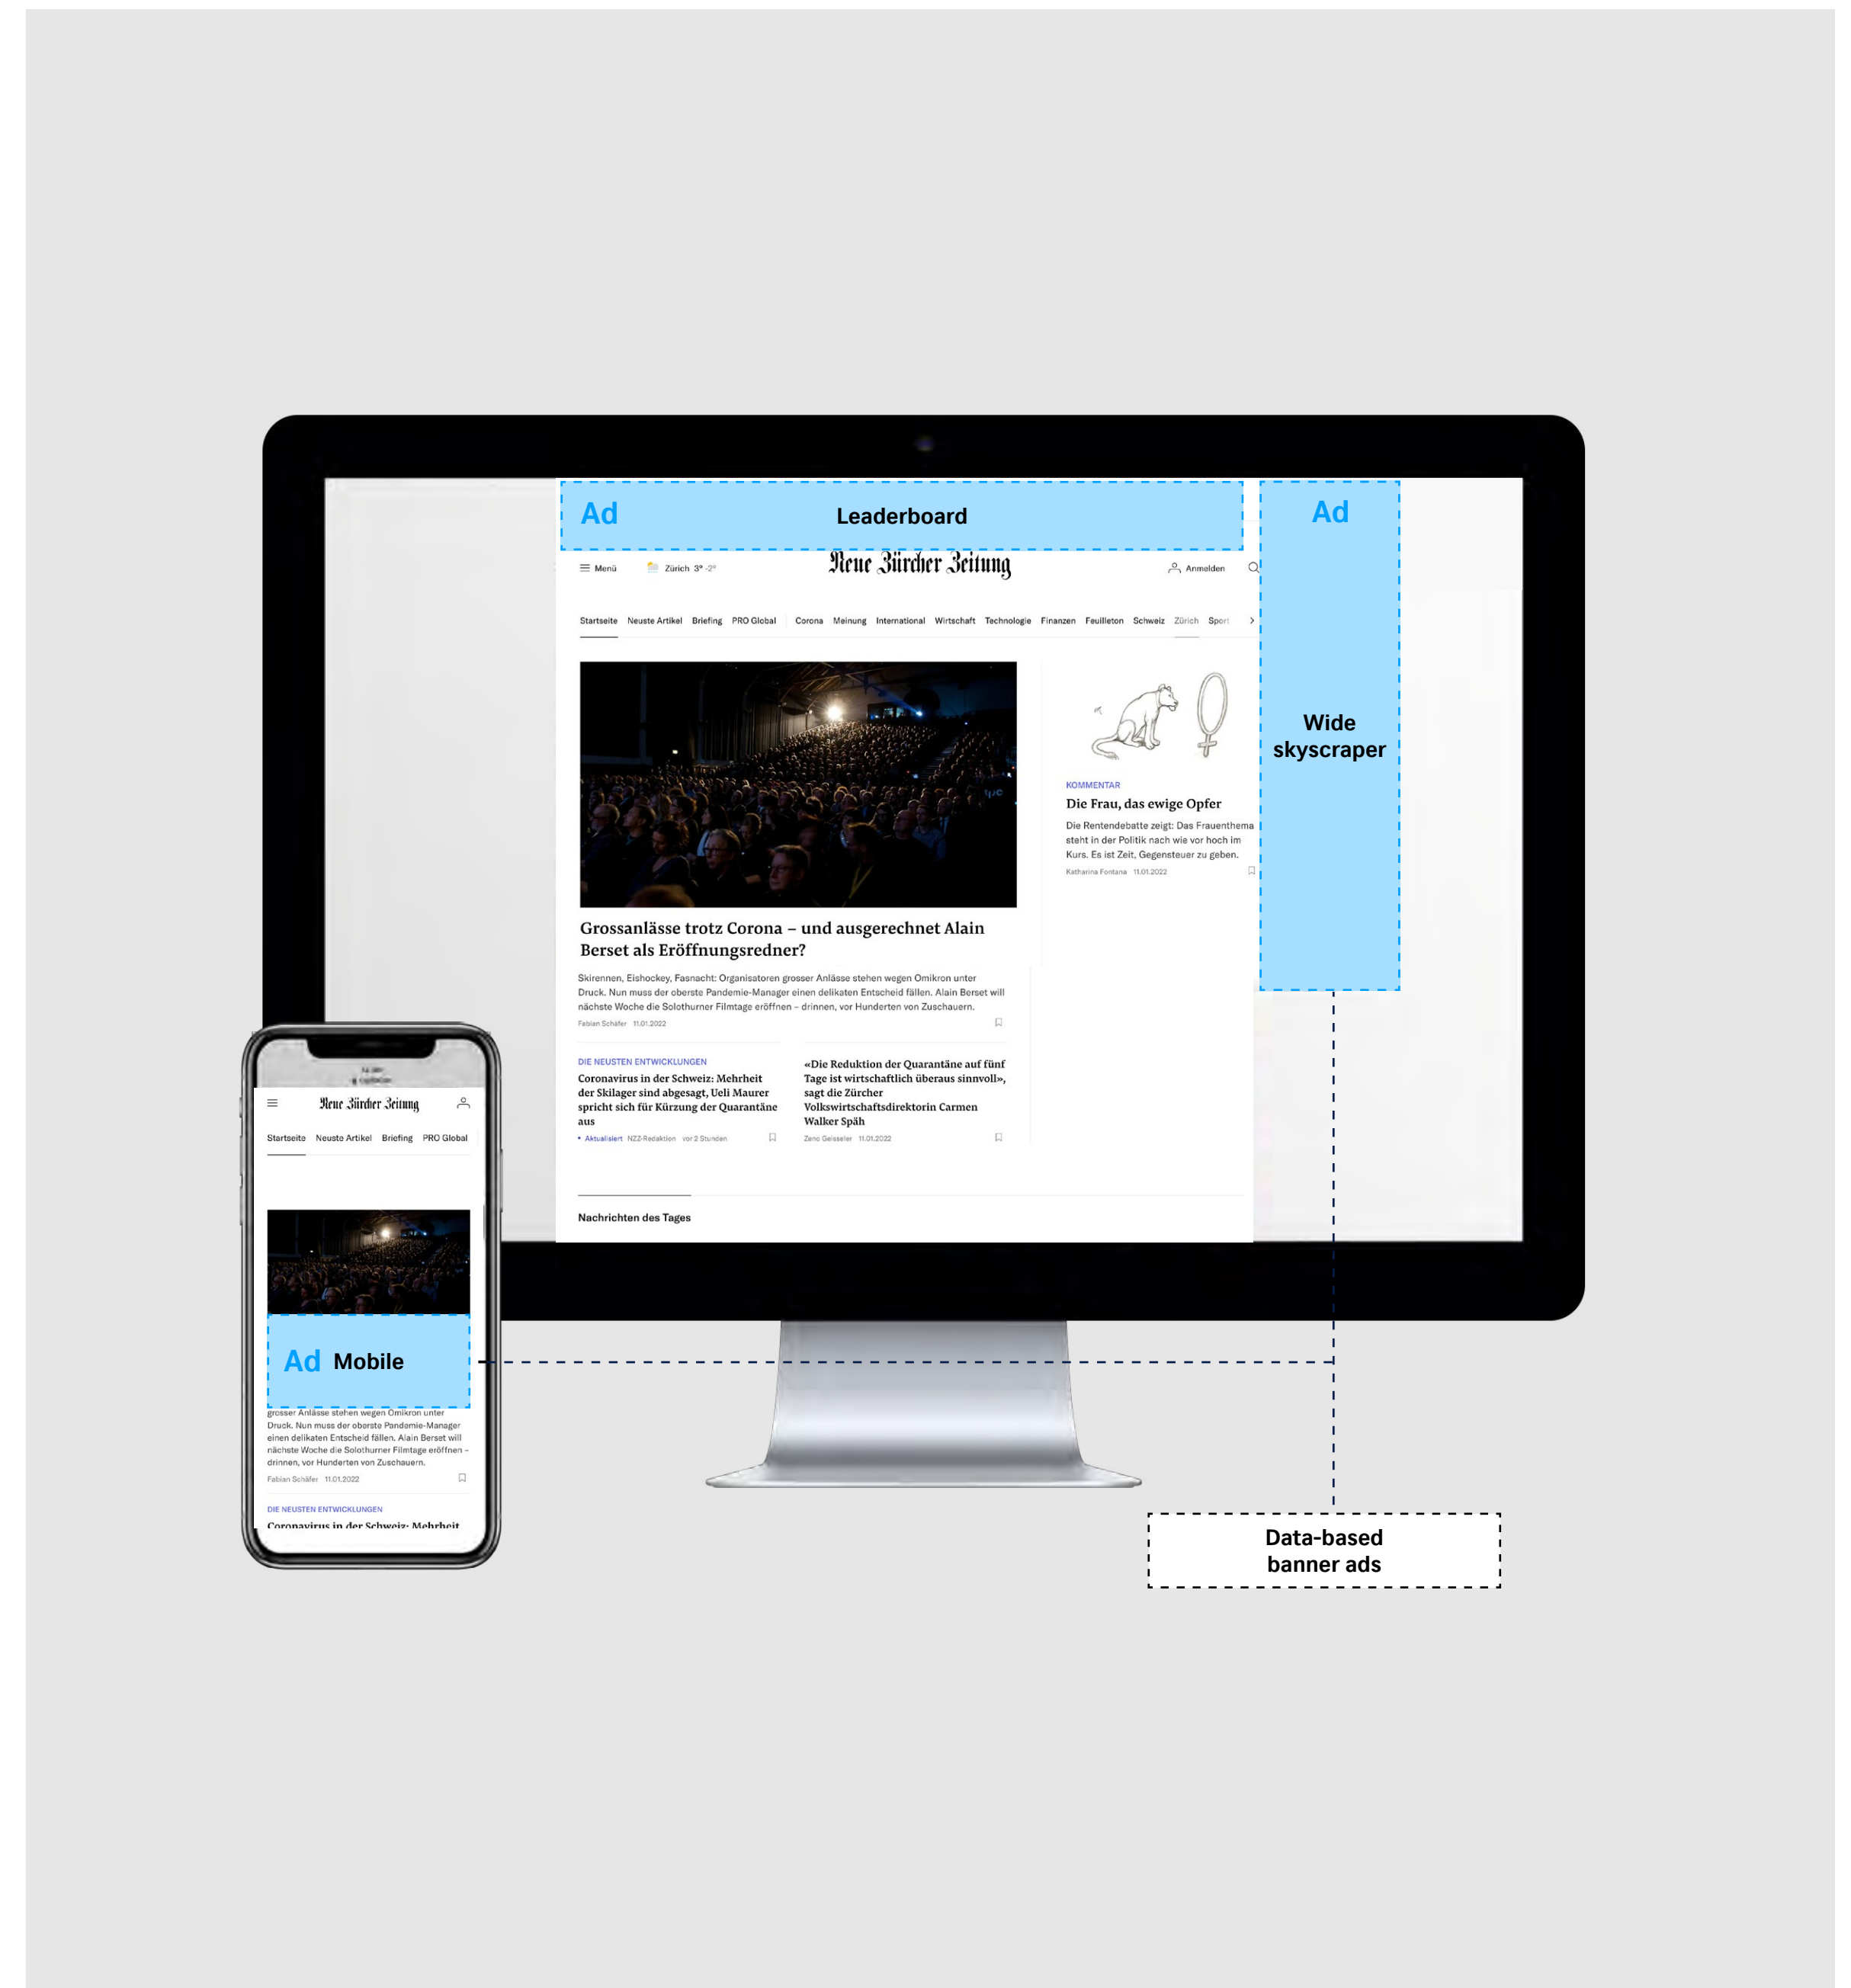 Ad Leaderboard
Ad
Menü Zürich 3° -2° Neue Zürcher Zeitung Anmelden
Startseite Neuste Artikel Briefing PRO Global Corona Meinung International Wirtschaft Technologie Finanzen Feuilleton Schweiz Zürich Sport
Wide
skyscraper
KOMMENTAR
Die Frau, das ewige Opfer
Die Rentendebatte zeigt: Das Frauenthema
steht in der Politik nach wie vor hoch im
Kurs. Es ist Zeit, Gegensteuer zu geben.
Katharina Fontana 11.01.2022
Grossanlässe trotz Corona – und ausgerechnet Alain
Berset als Eröffnungsredner?
Skirennen, Eishockey, Fasnacht: Organisatoren grosser Anlässe stehen wegen Omikron unter
Druck. Nun muss der oberste Pandemie-Manager einen delikaten Entscheid fällen. Alain Berset will
nächste Woche die Solothurner Filmtage eröffnen – drinnen, vor Hunderten von Zuschauern.
Fabian Schäfer 11.01.2022
DIE NEUSTEN ENTWICKLUNGEN
Coronavirus in der Schweiz: Mehrheit
der Skilager sind abgesagt, Ueli Maurer
spricht sich für Kürzung der Quarantäne
aus
• Aktualisiert NZZ-Redaktion vor 2 Stunden
«Die Reduktion der Quarantäne auf fünf
Tage ist wirtschaftlich überaus sinnvoll»,
sagt die Zürcher
Volkswirtschaftsdirektorin Carmen
Walker Späh
Zeno Geisseler 11.01.2022
Nachrichten des Tages
Neue Zürcher Zeitung
Startseite Neuste Artikel Briefing PRO Global
Ad Mobile
grosser Anlässe stehen wegen Omikron unter
Druck. Nun muss der oberste Pandemie-Manager
einen delikaten Entscheid fällen. Alain Berset will
nächste Woche die Solothurner Filmtage eröffnen –
drinnen, vor Hunderten von Zuschauern.
Fabian Schäfer 11.01.2022
DIE NEUSTEN ENTWICKLUNGEN
Coronavirus in der Schweiz: Mehrheit
Data-based
banner ads